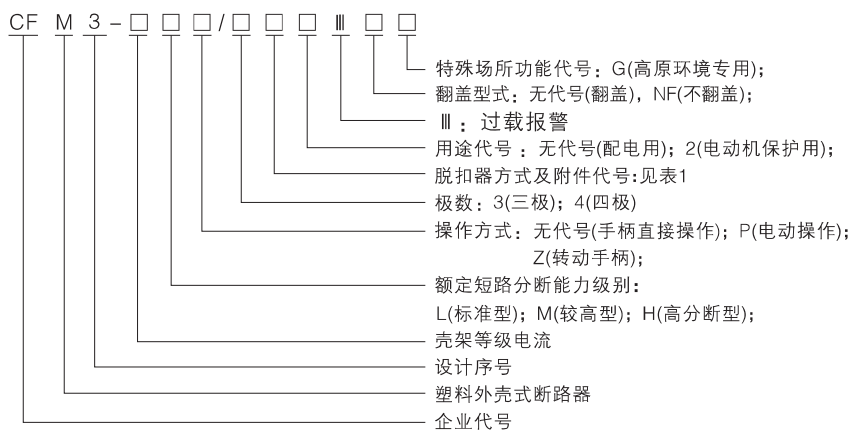 CF M 3-□□□/□□□Ⅲ□□
特殊场所功能代号：G(高原环境专用)；
翻盖型式：无代号(翻盖)，NF(不翻盖)；
Ⅲ：过载报警
用途代号：无代号(配电用)；2(电动机保护用)；
脱扣器方式及附件代号:见表1
极数：3(三极)；4(四极)
操作方式：无代号(手柄直接操作)；P(电动操作)；
Z(转动手柄)；
额定短路分断能力级别：
L(标准型)；M(较高型)；H(高分断型)；
壳架等级电流
设计序号
塑料外壳式断路器
企业代号